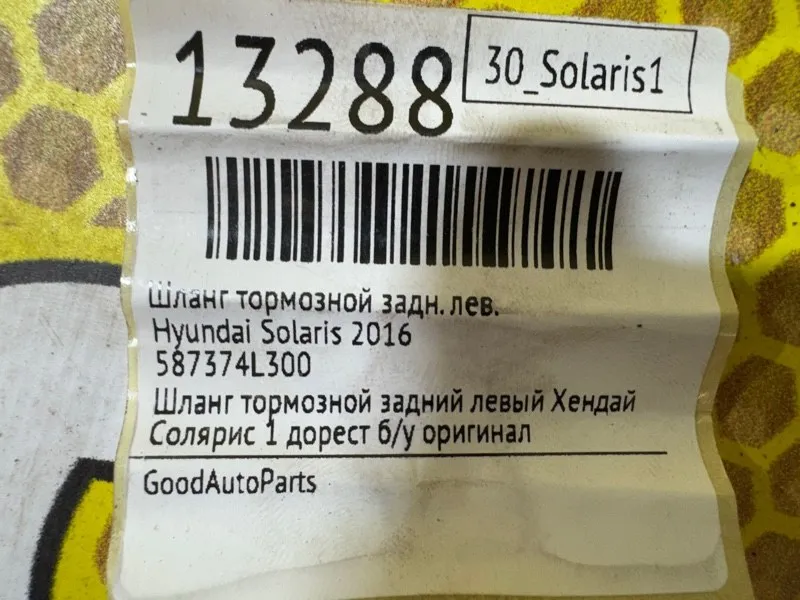 13288
30_Solaris1
Шланг тормозной задн. лев.
Hyundai Solaris 2016
587374L300
Шланг тормозной задний левый Хендай
Солярис 1 дорест б/у оригинал
GoodAutoParts